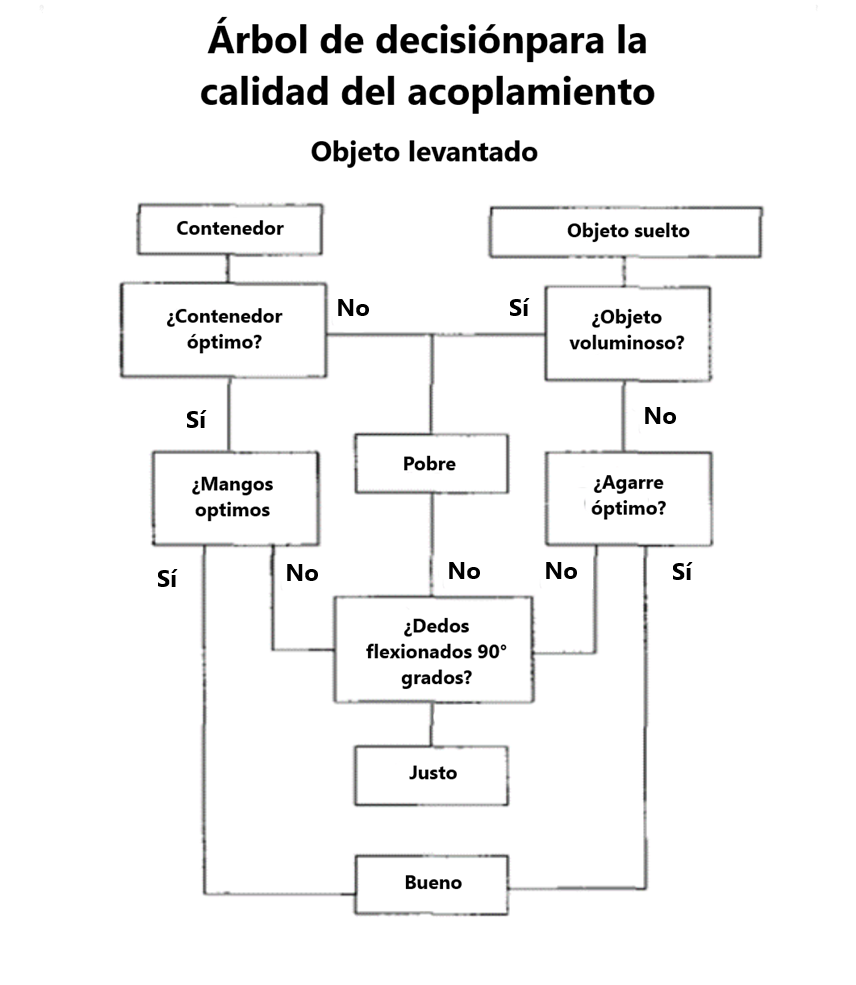 Árbol de decisiónpara la
calidad del acoplamiento
Objeto levantado
Contenedor
Objeto suelto
¿Contenedor
óptimo?
No
Sí
¿Objeto
voluminoso?
Sí
No
¿Mangos
optimos
Pobre
¿Agarre
óptimo?
Sí
No
No
No
Sí
¿Dedos
flexionados 90°
grados?
Justo
Bueno